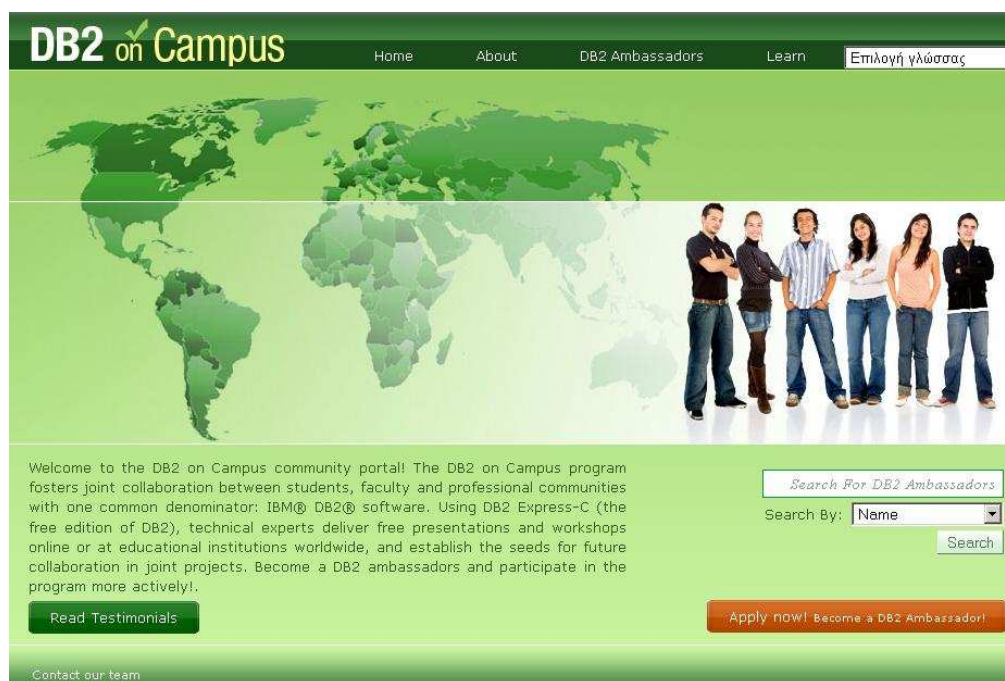 DB2 on Campus
Home About DB2 Ambassadors Learn Επιλογή γλώσσας
Welcome to the DB2 on Campus community portal! The DB2 on Campus program
fosters joint collaboration between students, faculty and professional communities
with one common denominator: IBM® DB2® software. Using DB2 Express-C (the
free edition of DB2), technical experts deliver free presentations and workshops
online or at educational institutions worldwide, and establish the seeds for future
collaboration in joint projects. Become a DB2 ambassadors and participate in the
program more actively!.
Read Testimonials
Search For DB2 Ambassadors
Search By: Name
Search
Apply now! Become a DB2 Ambassador!
Contact our team